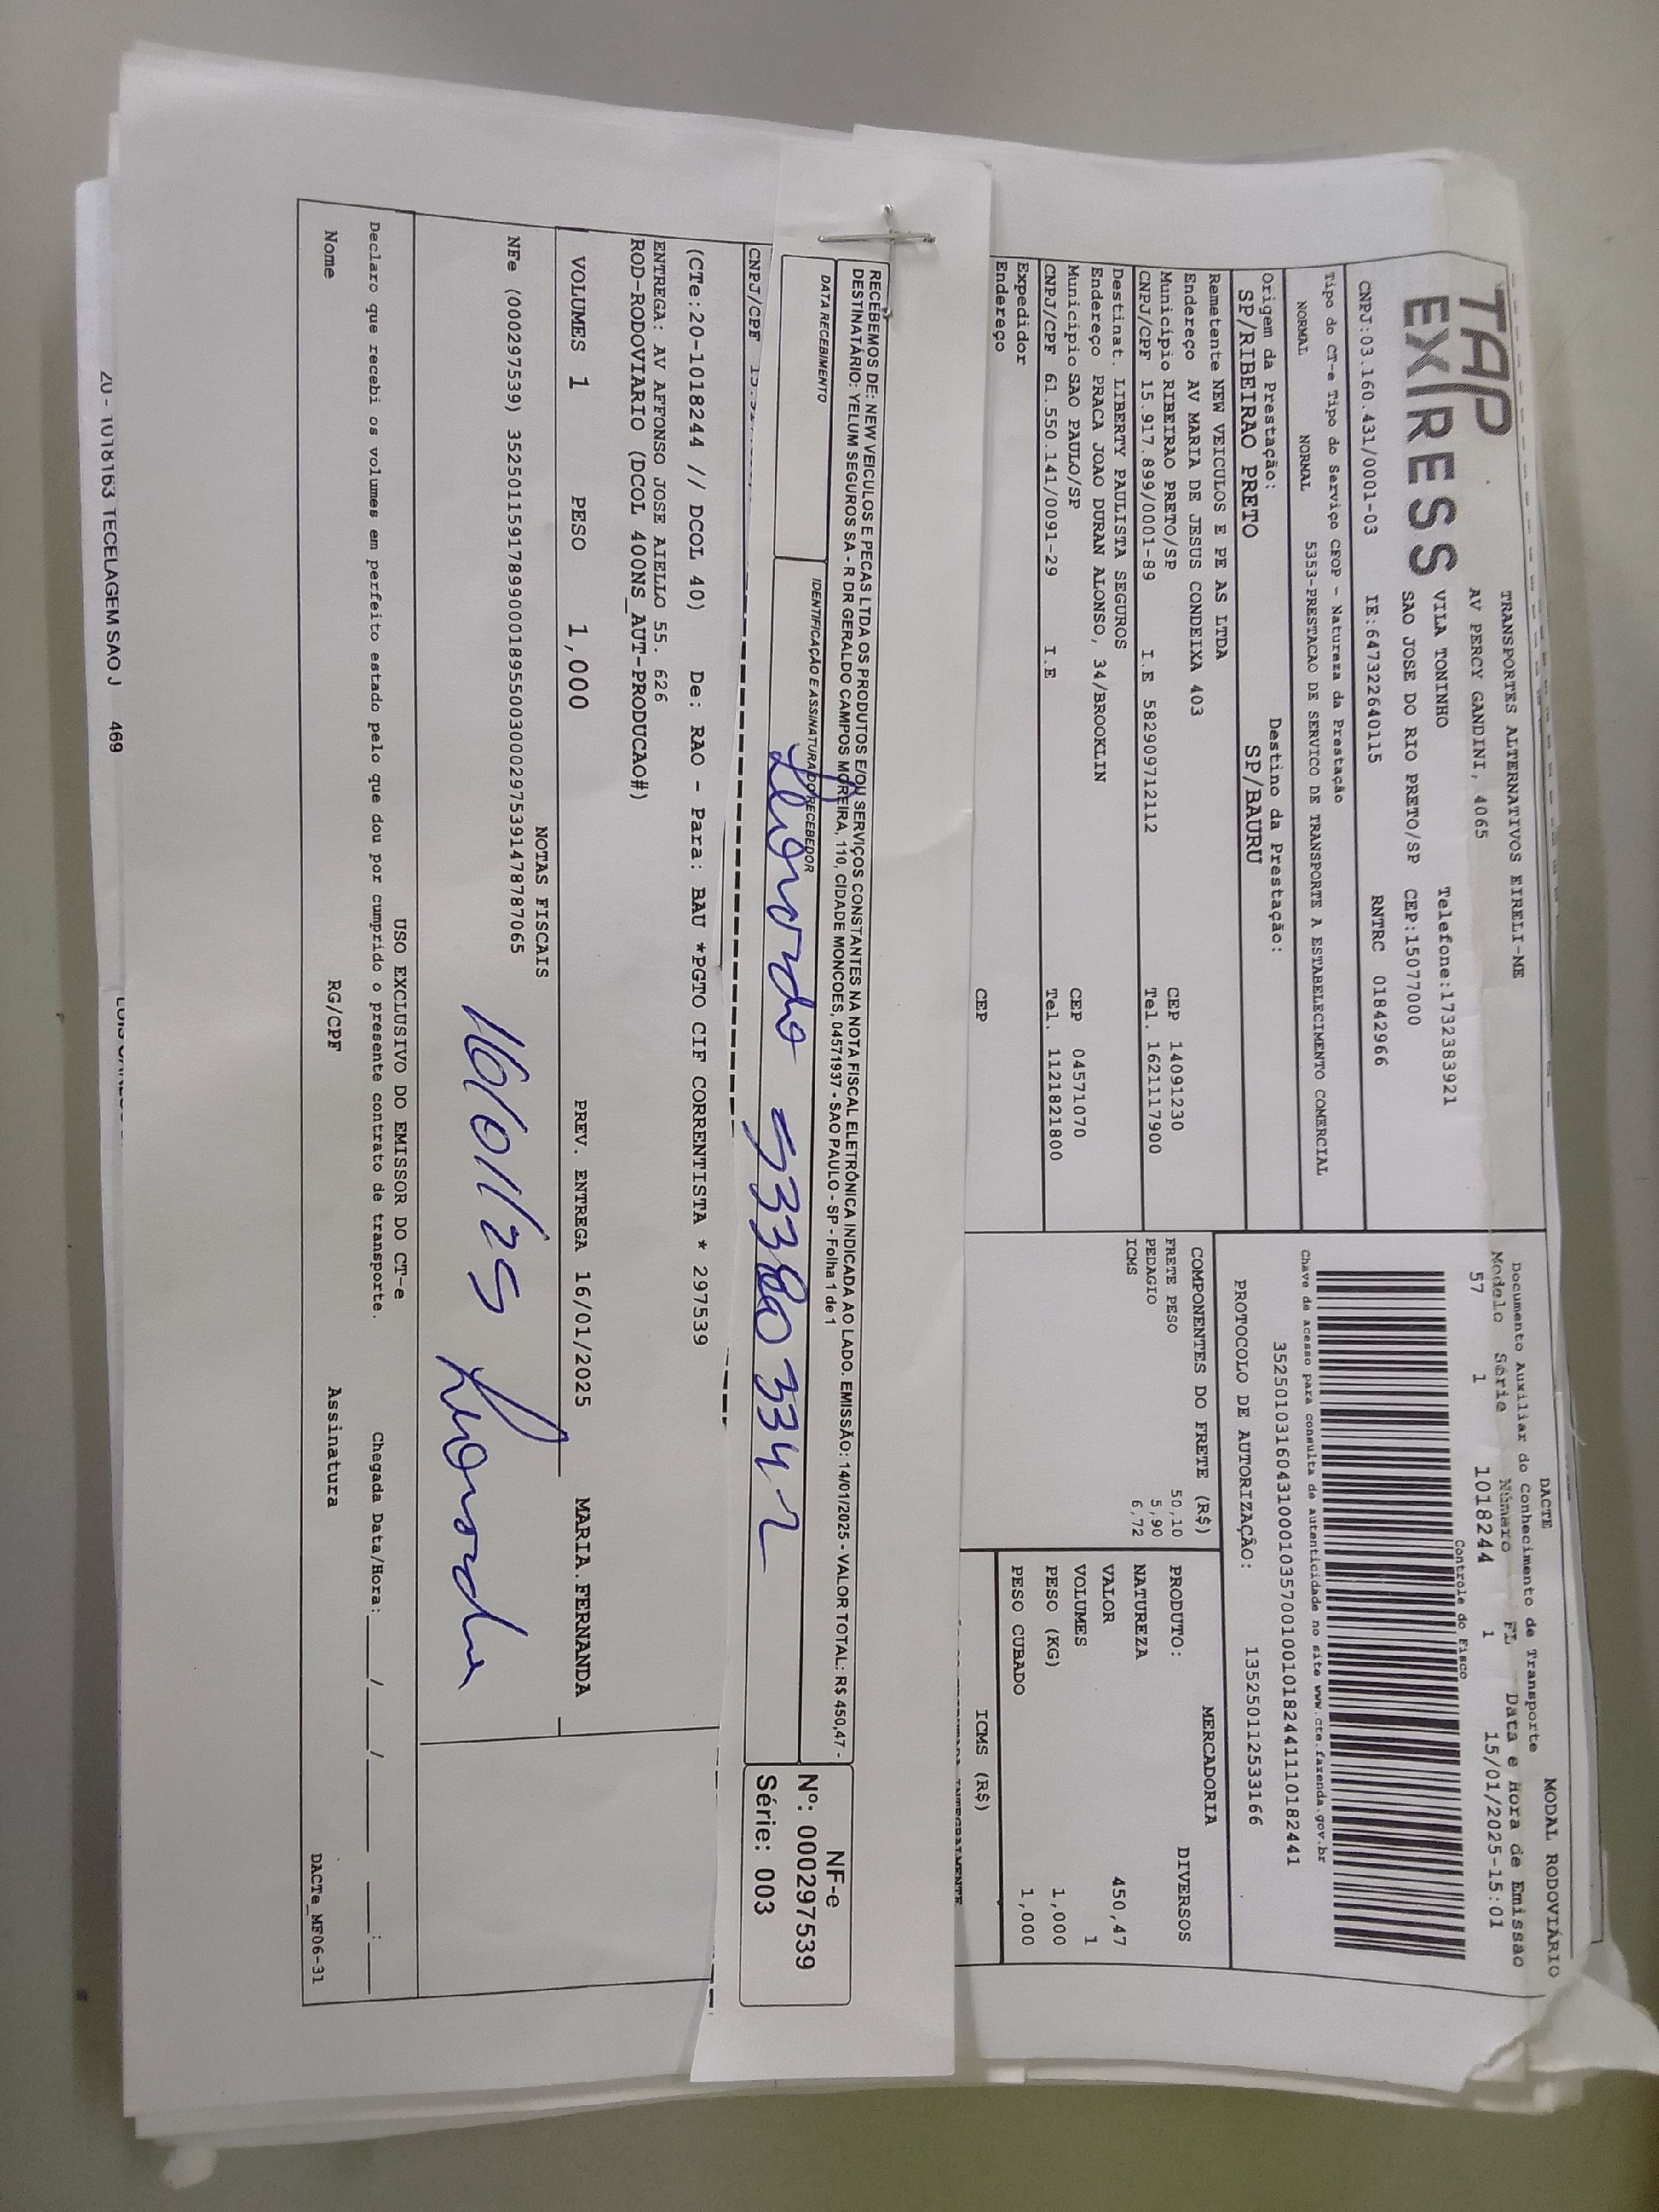 TAP
EXPRESS
TRANSPORTES ALTERNATIVOS EIRELI-ME
AV PERCY GANDINI, 4065
VILA TONINHO Telefone:1732383921
SAO JOSE DO RIO PRETO/SP CEP:15077000
CNPJ:03.160.431/0001-03 IE:647322640115 RNTRC 01842966
DACTE MODAL RODOVIÁRIO
Documento Auxiliar do Conhecimento de Transporte
Modelo Série Número FL Data e Hora de Emissão
57 1 1018244 1 15/01/2025-15:01
Controle do Fisco
Chave de acesso para consulta de autenticidade no site www.cte.fazenda.gov.br
35250103160431000103570010010182441110182441
PROTOCOLO DE AUTORIZAÇÃO: 135250112533166
Tipo do CT-e Tipo do Serviço CFOP - Natureza da Prestação
NORMAL NORMAL 5353-PRESTACAO DE SERVICO DE TRANSPORTE A ESTABELECIMENTO COMERCIAL
Origem da Prestação: Destino da Prestação:
SP/RIBEIRAO PRETO SP/BAURU
Remetente NEW VEICULOS E PE AS LTDA
Endereço AV MARIA DE JESUS CONDEIXA 403
Município RIBEIRAO PRETO/SP CEP 14091230
CNPJ/CPF 15.917.899/0001-89 I.E 582909712112 Tel. 1621117900
Destinat. LIBERTY PAULISTA SEGUROS
Endereço PRACA JOAO DURAN ALONSO, 34/BROOKLIN
Município SAO PAULO/SP CEP 04571070
CNPJ/CPF 61.550.141/0091-29 I.E Tel. 1121821800
Expedidor
Endereço CEP
COMPONENTES DO FRETE (R$)
FRETE PESO 50,10
PEDAGIO 5,90
ICMS 6,72
MERCADORIA
PRODUTO: DIVERSOS
NATUREZA
VALOR 450,47
VOLUMES 1
PESO (KG) 1,000
PESO CUBADO 1,000
ICMS (R$)
RECEBEMOS DE: NEW VEICULOS E PECAS LTDA OS PRODUTOS E/OU SERVIÇOS CONSTANTES NA NOTA FISCAL ELETRÔNICA INDICADA AO LADO. EMISSÃO: 14/01/2025 - VALOR TOTAL: R$ 450,47 -
DESTINATÁRIO: YELUM SEGUROS SA - R DR GERALDO CAMPOS MOREIRA, 110, CIDADE MONCOES, 04571937 - SAO PAULO - SP - Folha 1 de 1
DATA RECEBIMENTO IDENTIFICAÇÃO E ASSINATURA DO RECEBEDOR
NF-e
Nº: 000297539
Série: 003
CNPJ/CPF
(CTe:20-1018244 // DCOL 40) De: RAO - Para: BAU *PGTO CIF CORRENTISTA * 297539
ENTREGA: AV AFFONSO JOSE AIELLO 55. 626
ROD-RODOVIARIO (DCOL 400NS_AUT-PRODUCAO#)
VOLUMES 1 PESO 1,000 PREV. ENTREGA 16/01/2025 MARIA.FERNANDA
NOTAS FISCAIS
NFe (000297539) 35250115917899000189550030002975391478787065
16/01/25
USO EXCLUSIVO DO EMISSOR DO CT-e
Declaro que recebi os volumes em perfeito estado pelo que dou por cumprido o presente contrato de transporte. Chegada Data/Hora:____/____/____ ____:____
Nome RG/CPF Assinatura DACTe_MF06-31
20 - 1018163 TECELAGEM SAO J 469